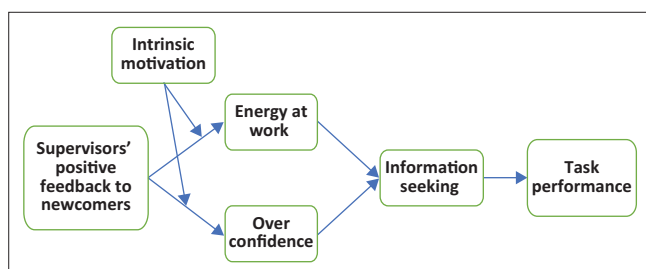 Intrinsic
motivation
Energy at
work
Supervisors'
positive
feedback to
newcomers
Information
seeking
Task
performance
Over
confidence